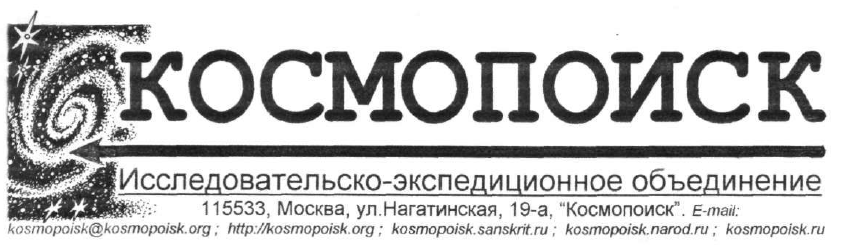 КОСМОПОИСК
Исследовательско-экспедиционное объединение
115533, Москва, ул.Нагатинская, 19-а, “Космопоиск”. E-mail:
kosmopoisk@kosmopoisk.org ; http://kosmopoisk.org ; kosmopoisk.sanskrit.ru ; kosmopoisk.narod.ru ; kosmopoisk.ru